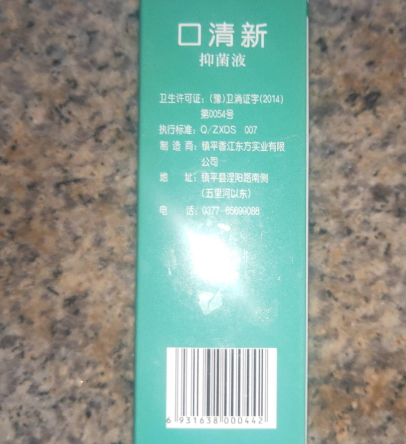 口清新
抑菌液
卫生许可证：(豫)卫消证字(2014)
第0054号
执行标准：Q/ZXDS 007
制 造 商：镇平香江东方实业有限
公司
地 址：镇平县涅阳路南侧
(五里河以东)
电 话：0377-65699088
6 931638 000442